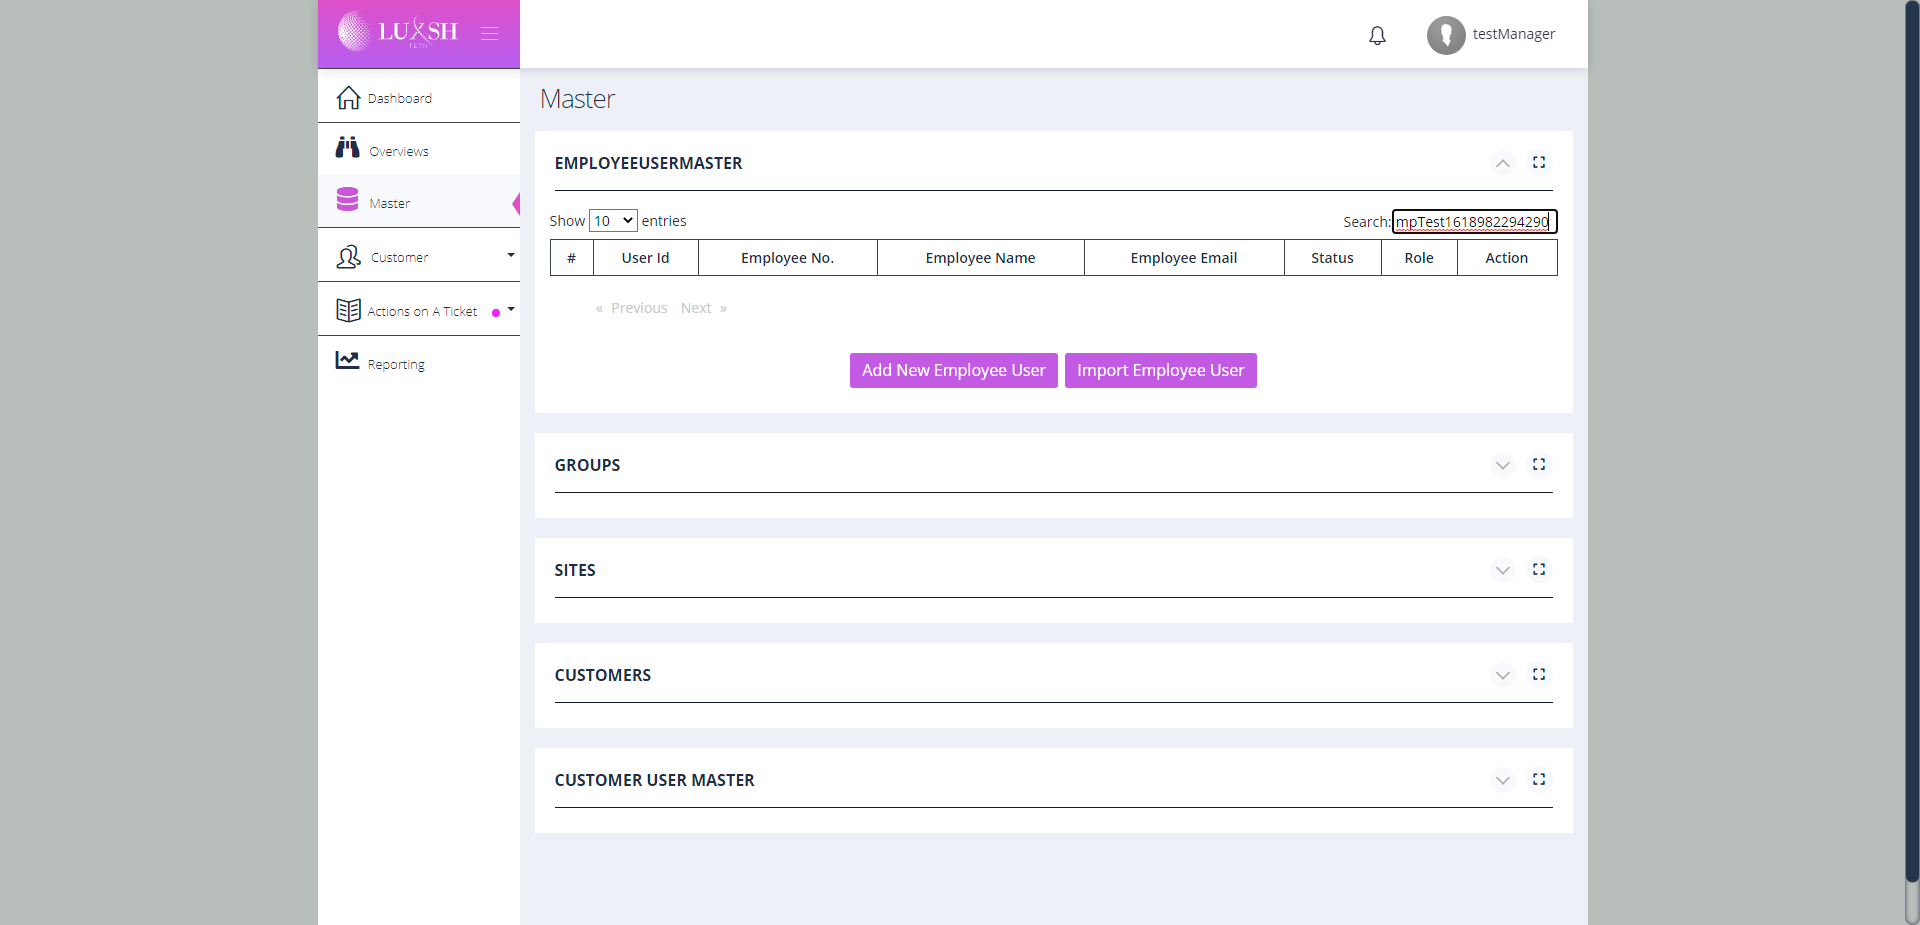 LUXSH
TECH
testManager
Dashboard
Overviews
Master
Customer
Actions on A Ticket
Reporting
Master
EMPLOYEEUSERMASTER
Show 10 entries
Search: mpTest1618982294290
# User Id Employee No. Employee Name Employee Email Status Role Action
« Previous Next »
Add New Employee User Import Employee User
GROUPS
SITES
CUSTOMERS
CUSTOMER USER MASTER